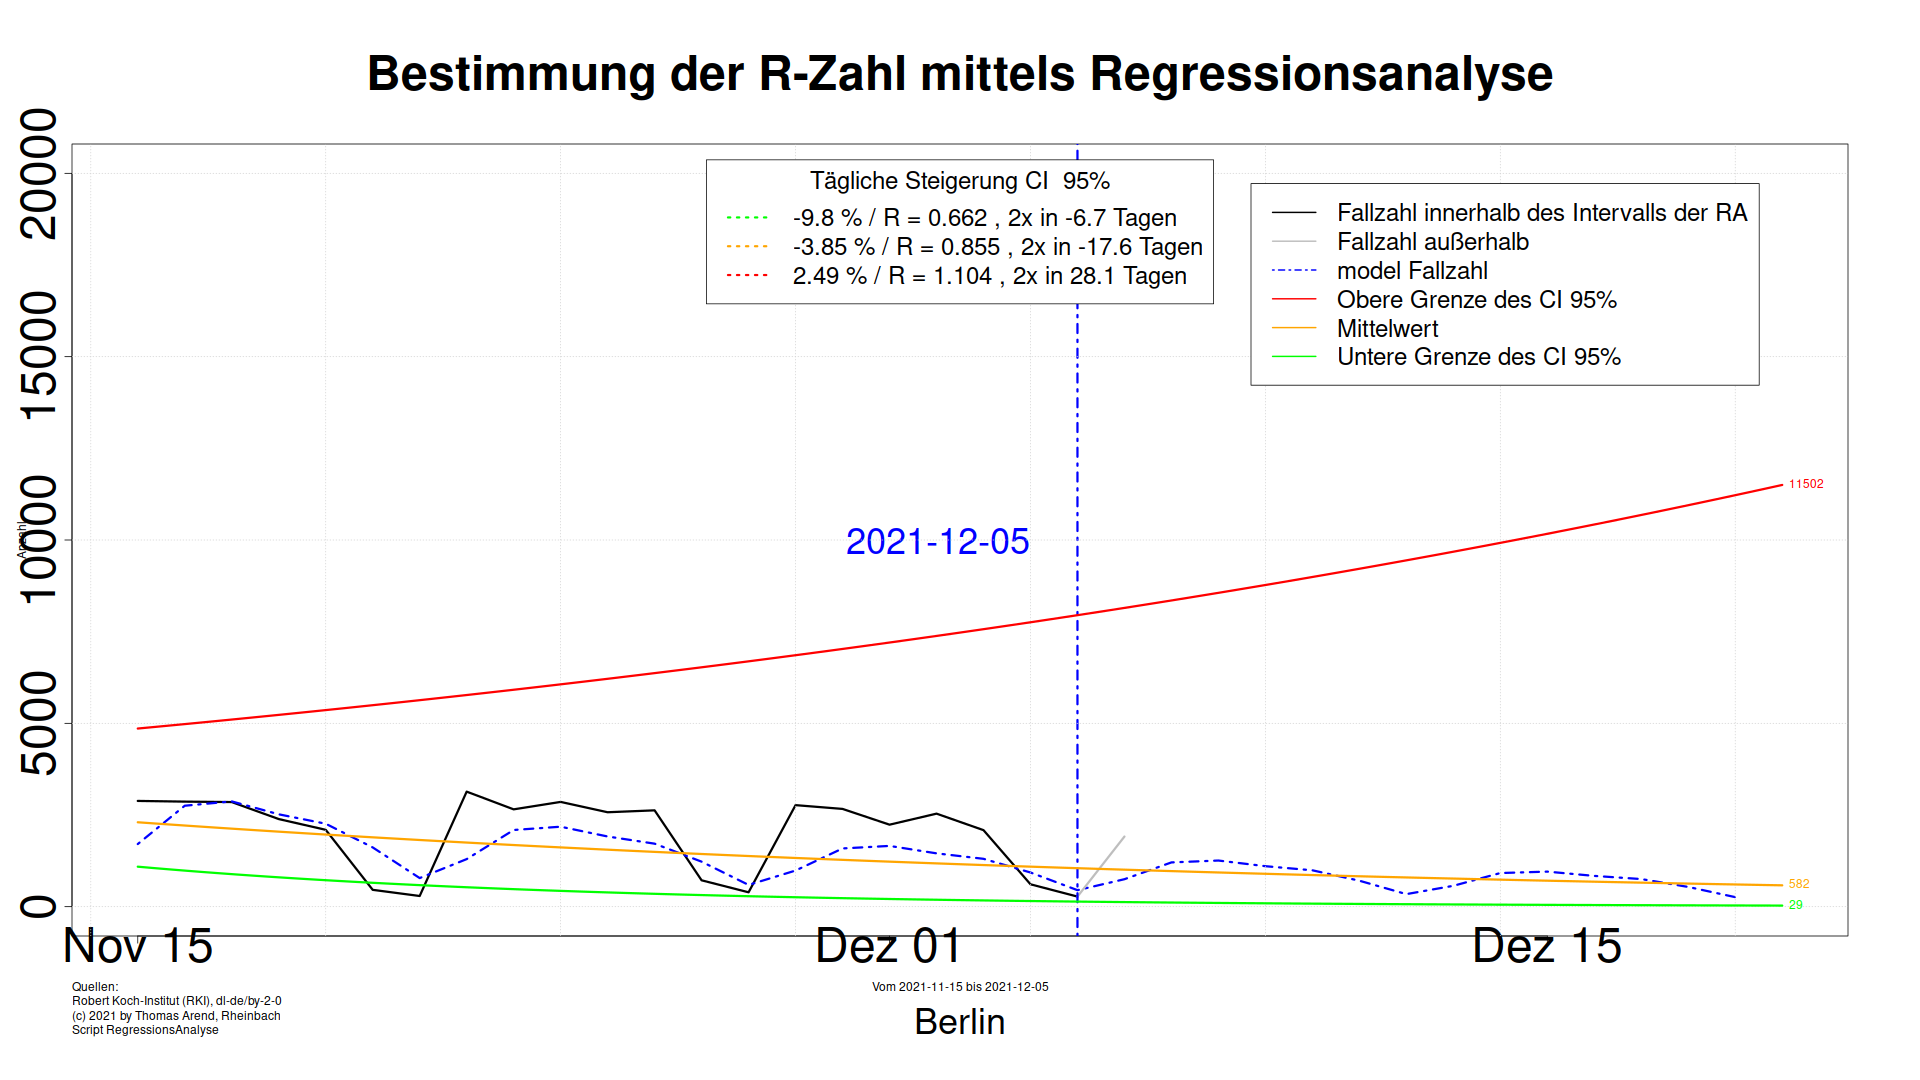 Bestimmung der R-Zahl mittels Regressionsanalyse
Tägliche Steigerung CI 95%
-9.8 % / R = 0.662 , 2x in -6.7 Tagen
-3.85 % / R = 0.855 , 2x in -17.6 Tagen
2.49 % / R = 1.104 , 2x in 28.1 Tagen
Fallzahl innerhalb des Intervalls der RA
Fallzahl außerhalb
model Fallzahl
Obere Grenze des CI 95%
Mittelwert
Untere Grenze des CI 95%
20000
15000
10000
5000
0
Anzahl
2021-12-05
11502
582
29
Nov 15
Dez 01
Dez 15
Quellen:
Robert Koch-Institut (RKI), dl-de/by-2-0
(c) 2021 by Thomas Arend, Rheinbach
Script RegressionsAnalyse
Vom 2021-11-15 bis 2021-12-05
Berlin